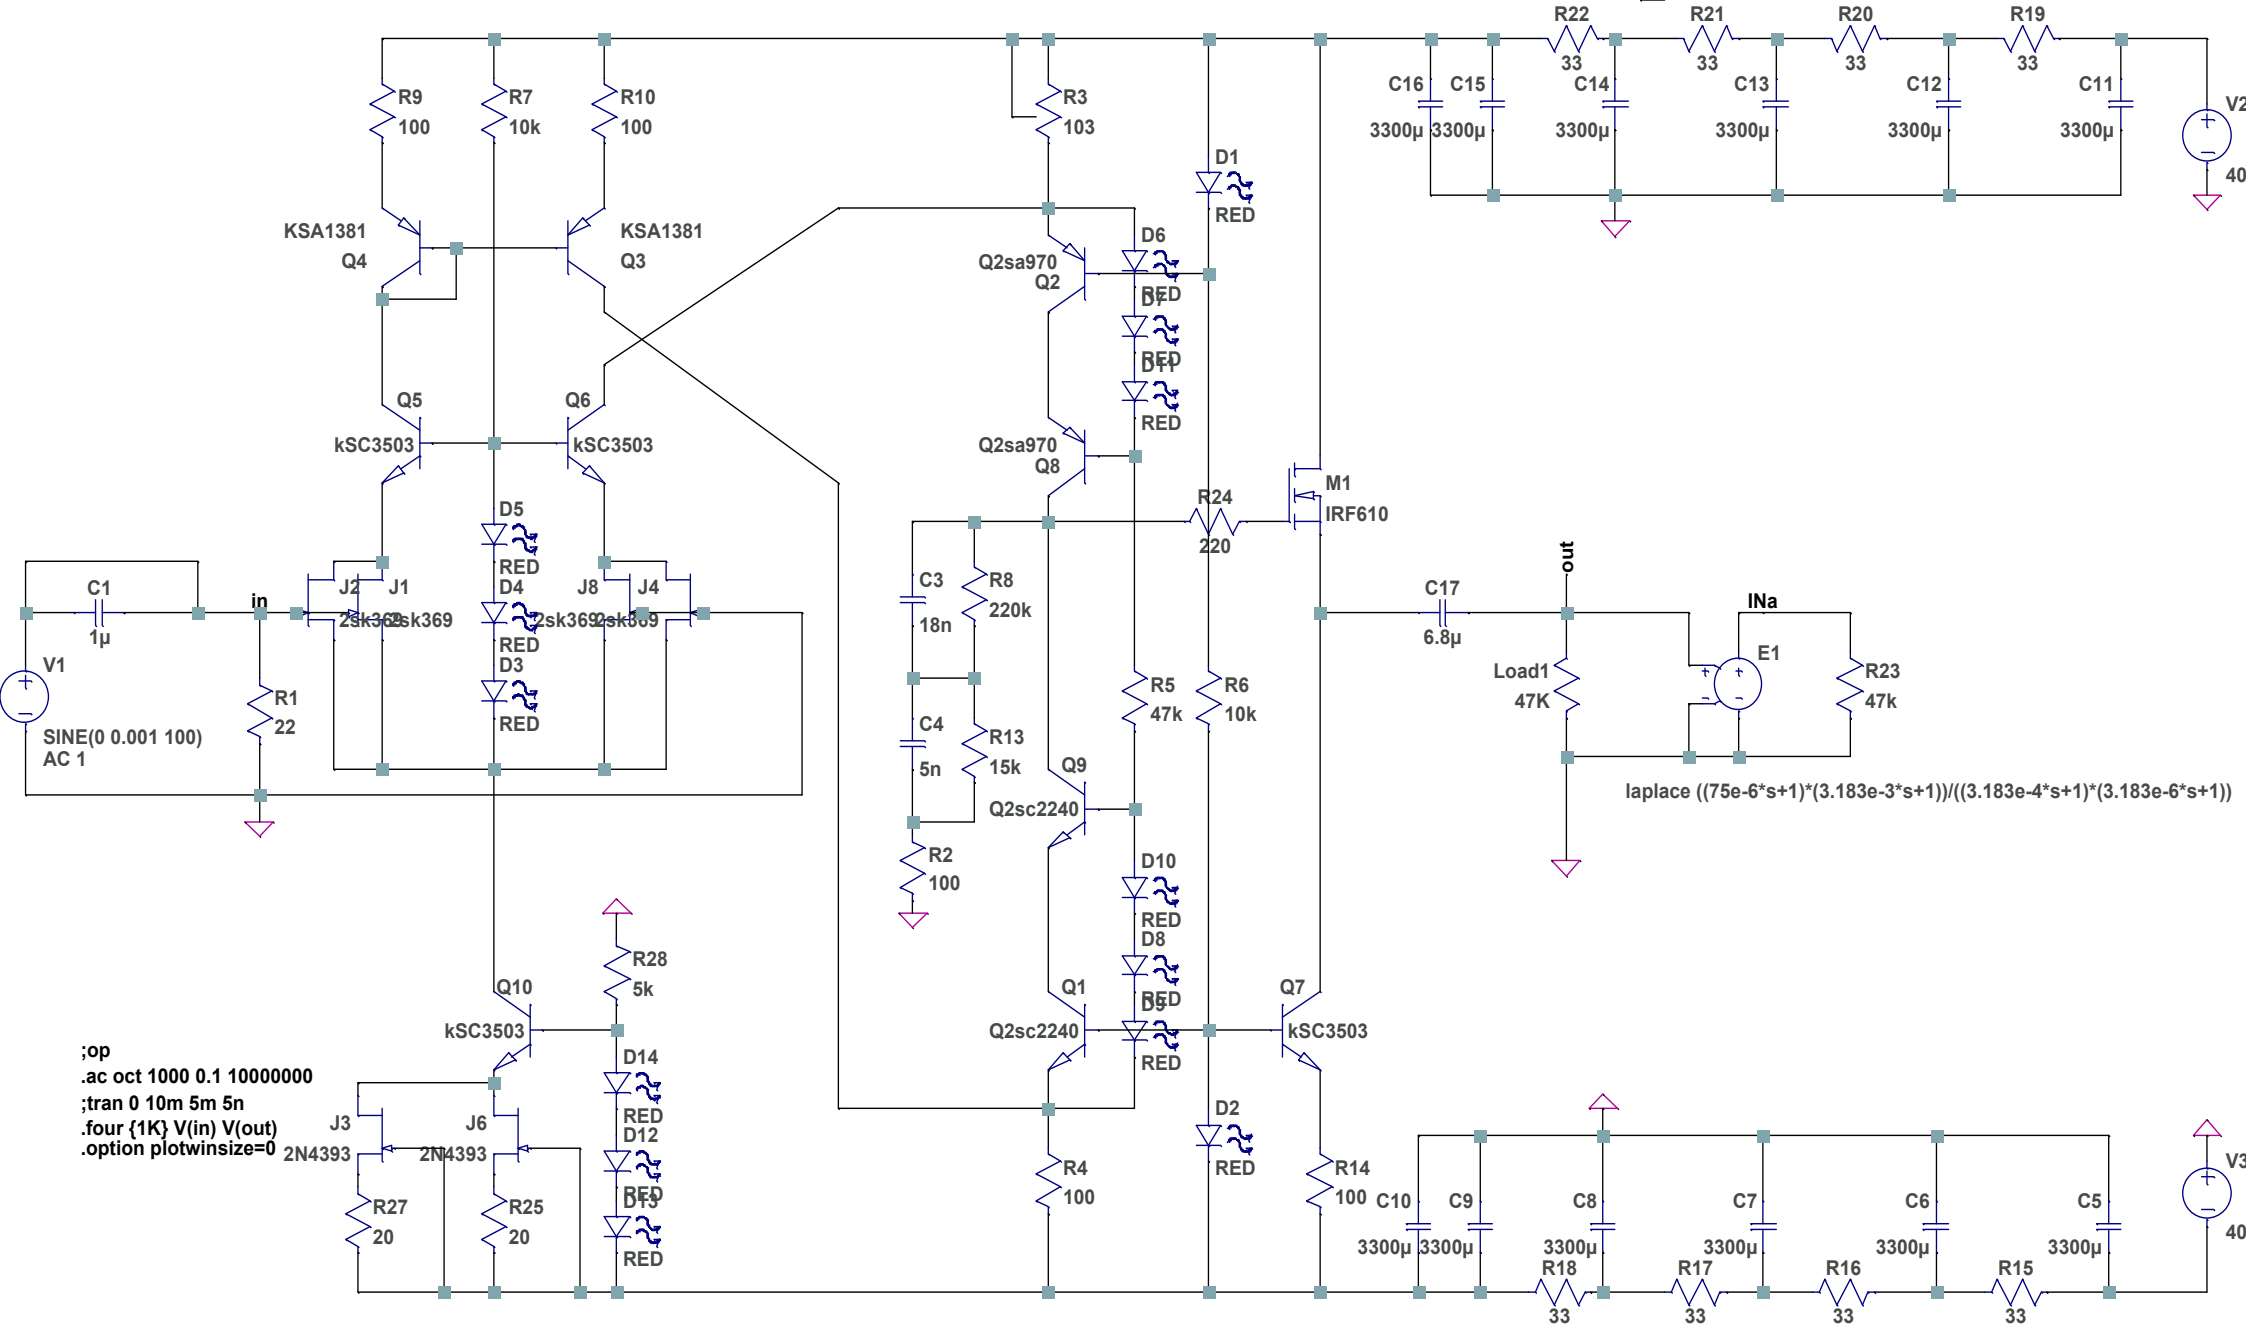 R22
33
R21
33
R20
33
R19
33
C16
3300µ
C15
3300µ
C14
3300µ
C13
3300µ
C12
3300µ
C11
3300µ
V2
40
R9
100
R7
10k
R10
100
R3
103
D1
RED
KSA1381
Q4
KSA1381
Q3
Q2sa970
Q2
D6
RED
D7
RED
D11
RED
Q5
kSC3503
Q6
kSC3503
Q2sa970
Q8
R24
220
M1
IRF610
D5
RED
D4
RED
D3
RED
C1
1µ
in
J2
2sk369
J1
2sk369
J8
2sk369
J4
2sk369
C3
18n
R8
220k
out
C17
6.8µ
INa
E1
Load1
47K
R23
47k
V1
SINE(0 0.001 100)
AC 1
R1
22
C4
5n
R13
15k
R5
47k
R6
10k
Q9
Q2sc2240
laplace ((75e-6*s+1)*(3.183e-3*s+1))/((3.183e-4*s+1)*(3.183e-6*s+1))
R2
100
D10
RED
D8
RED
D9
RED
R28
5k
Q10
kSC3503
Q1
Q2sc2240
Q7
kSC3503
;op
.ac oct 1000 0.1 10000000
;tran 0 10m 5m 5n
.four {1K} V(in) V(out)
.option plotwinsize=0
J3
2N4393
J6
2N4393
D14
RED
D12
RED
D13
RED
D2
RED
R27
20
R25
20
R4
100
R14
100
C10
3300µ
C9
3300µ
C8
3300µ
C7
3300µ
C6
3300µ
C5
3300µ
V3
40
R18
33
R17
33
R16
33
R15
33